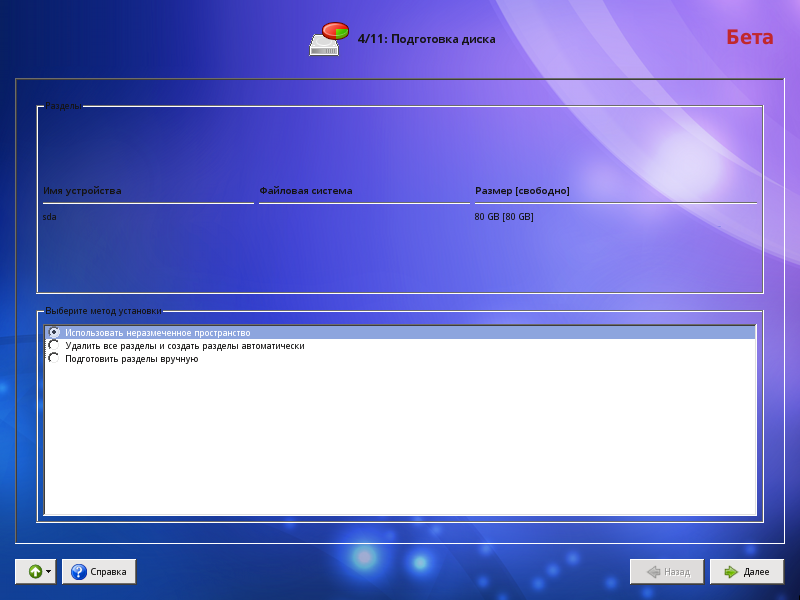 4/11: Подготовка диска
Бета
Разделы
Имя устройства Файловая система Размер [свободно]
sda 80 GB [80 GB]
Выберите метод установки
Использовать неразмеченное пространство
Удалить все разделы и создать разделы автоматически
Подготовить разделы вручную
Справка Назад Далее